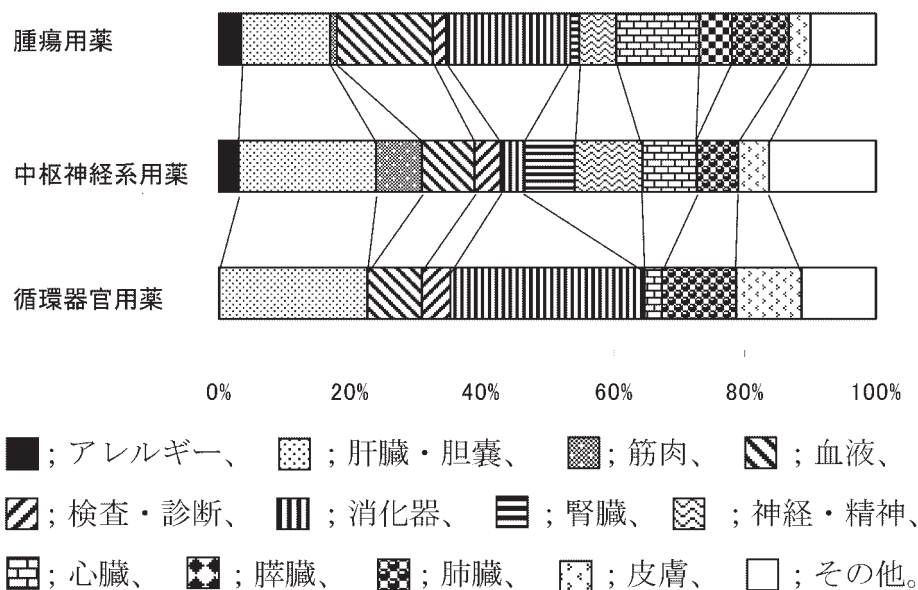 腫瘍用薬
中枢神経系用薬
循環器官用薬
0% 20% 40% 60% 80% 100%
；アレルギー、 ；肝臓・胆嚢、 ；筋肉、 ；血液、
；検査・診断、 ；消化器、 ；腎臓、 ；神経・精神、
；心臓、 ；膵臓、 ；肺臓、 ；皮膚、 ；その他。